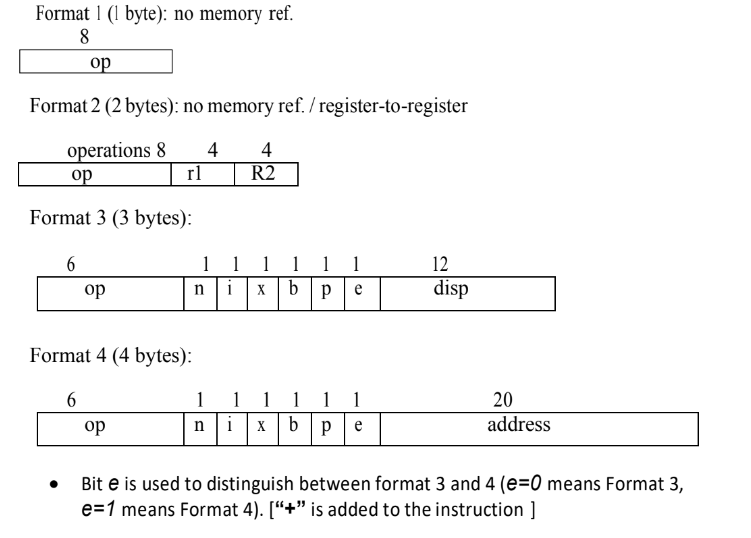 Format 1 (1 byte): no memory ref.
8
op
Format 2 (2 bytes): no memory ref. / register-to-register
operations 8 4 4
op r1 R2
Format 3 (3 bytes):
6 1 1 1 1 1 1 12
op n i x b p e disp
Format 4 (4 bytes):
6 1 1 1 1 1 1 20
op n i x b p e address
• Bit e is used to distinguish between format 3 and 4 (e=0 means Format 3,
e=1 means Format 4). [“+” is added to the instruction ]